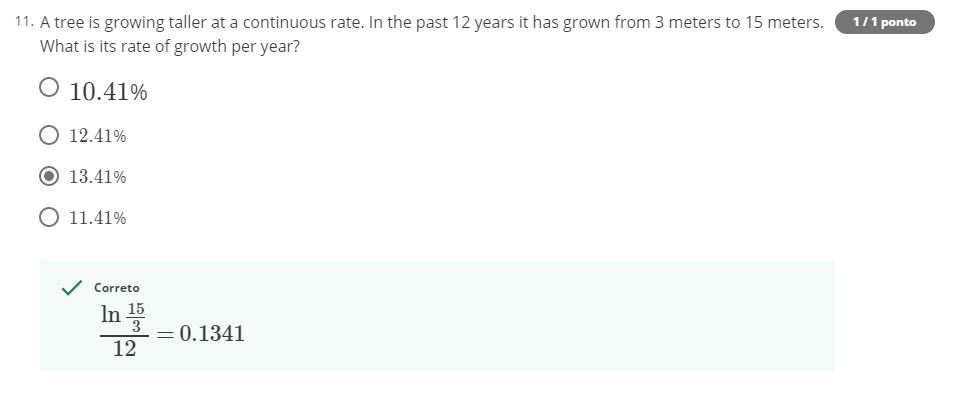 11. A tree is growing taller at a continuous rate. In the past 12 years it has grown from 3 meters to 15 meters.
What is its rate of growth per year?
1 / 1 ponto
10.41%
12.41%
13.41%
11.41%
Correto
ln 15/3
/ 12 = 0.1341